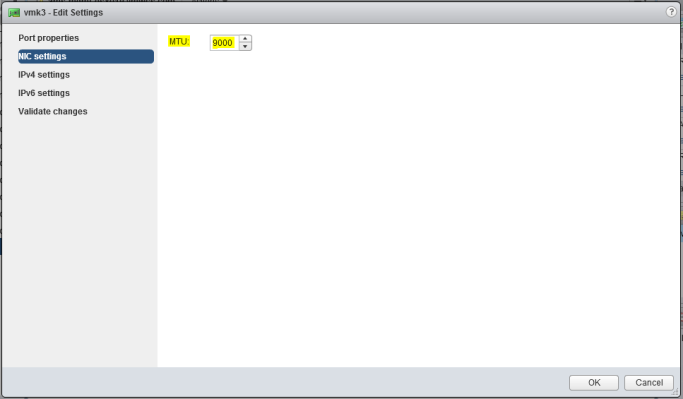 vmk3 - Edit Settings
?
Port properties
NIC settings
IPv4 settings
IPv6 settings
Validate changes
MTU: 9000
OK Cancel